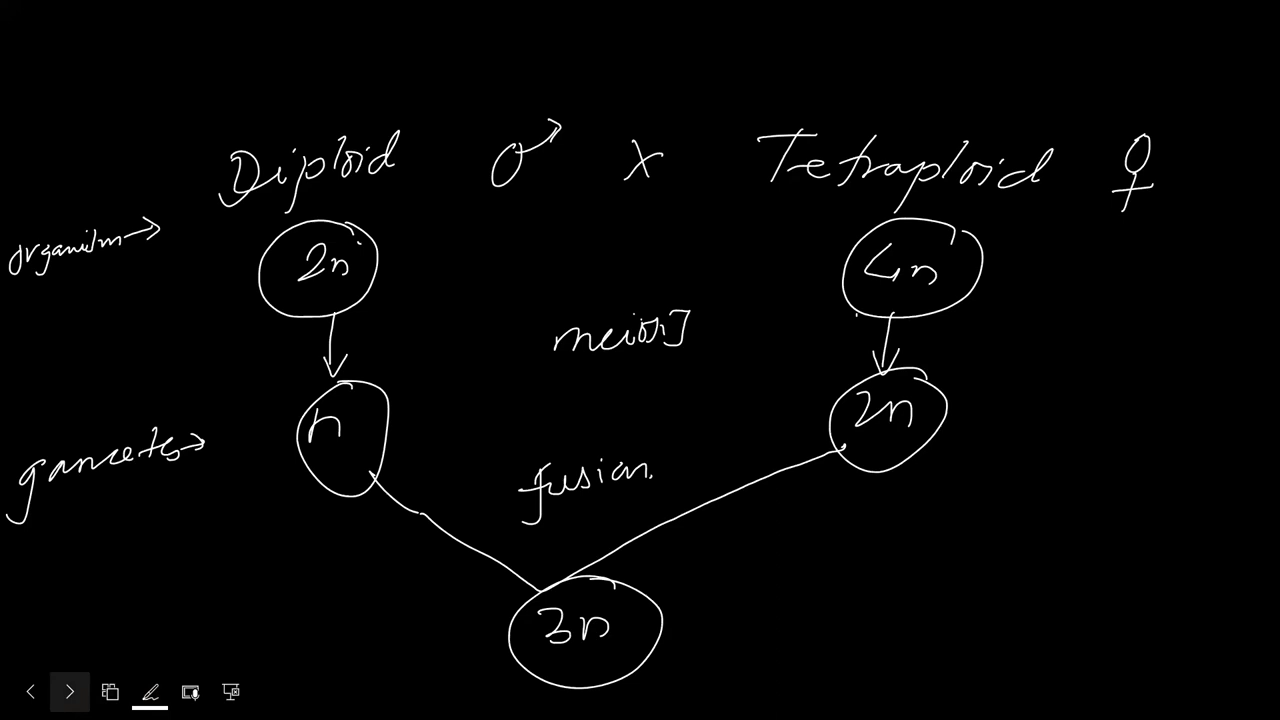 Diploid ♂ x Tetraploid ♀
organism →
2n
4n
meiosis
n
2n
gametes →
fusion.
3n